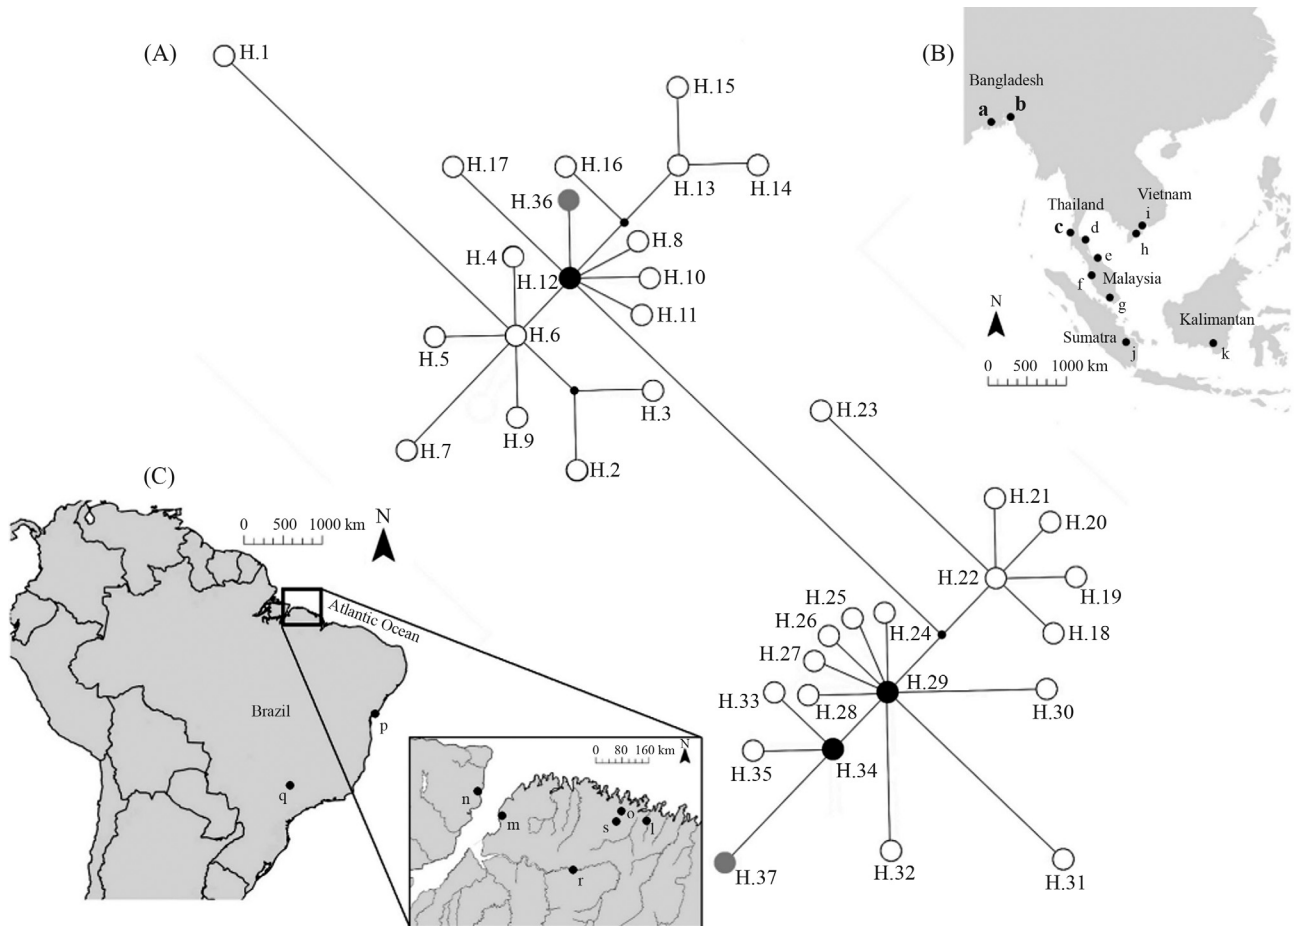 (A)
H.1
H.15
H.17
H.16
H.36
H.13
H.14
H.4
H.8
H.12
H.10
H.11
H.6
H.5
H.3
H.9
H.7
H.2
H.23
H.21
H.20
H.22
H.19
H.25
H.26
H.24
H.18
H.27
H.29
H.33
H.28
H.30
H.35
H.34
H.37
H.32
H.31
(B)
Bangladesh
a
b
Vietnam
Thailand
i
c
d
h
e
f
Malaysia
N
g
Kalimantan
Sumatra
j
k
0 1000 km
(C)
N
0 500 1000 km
Atlantic Ocean
Brazil
p
q
0 80 160 km
N
n
m
o
s
l
r